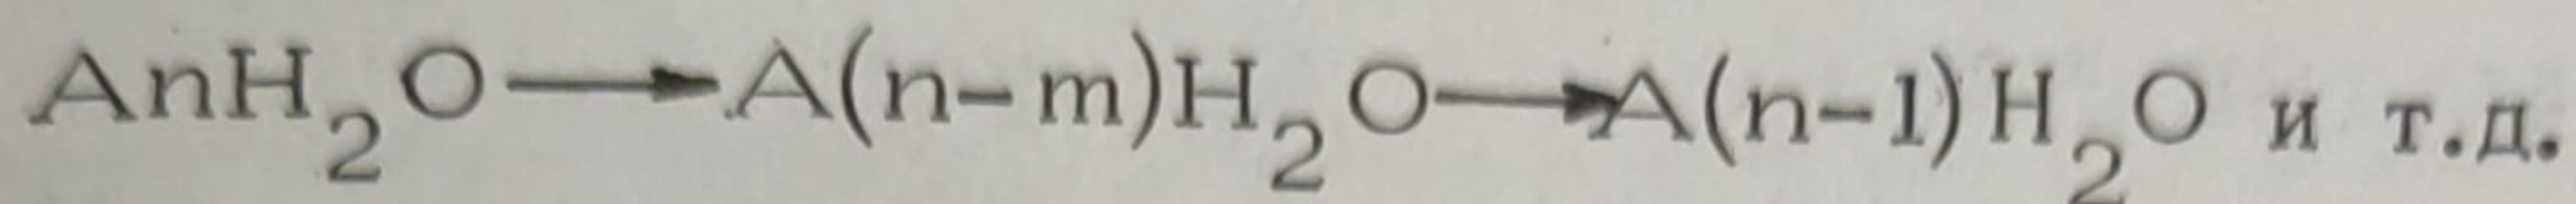 AnH₂O → A(n-m)H₂O → A(n-1)H₂O и т.д.